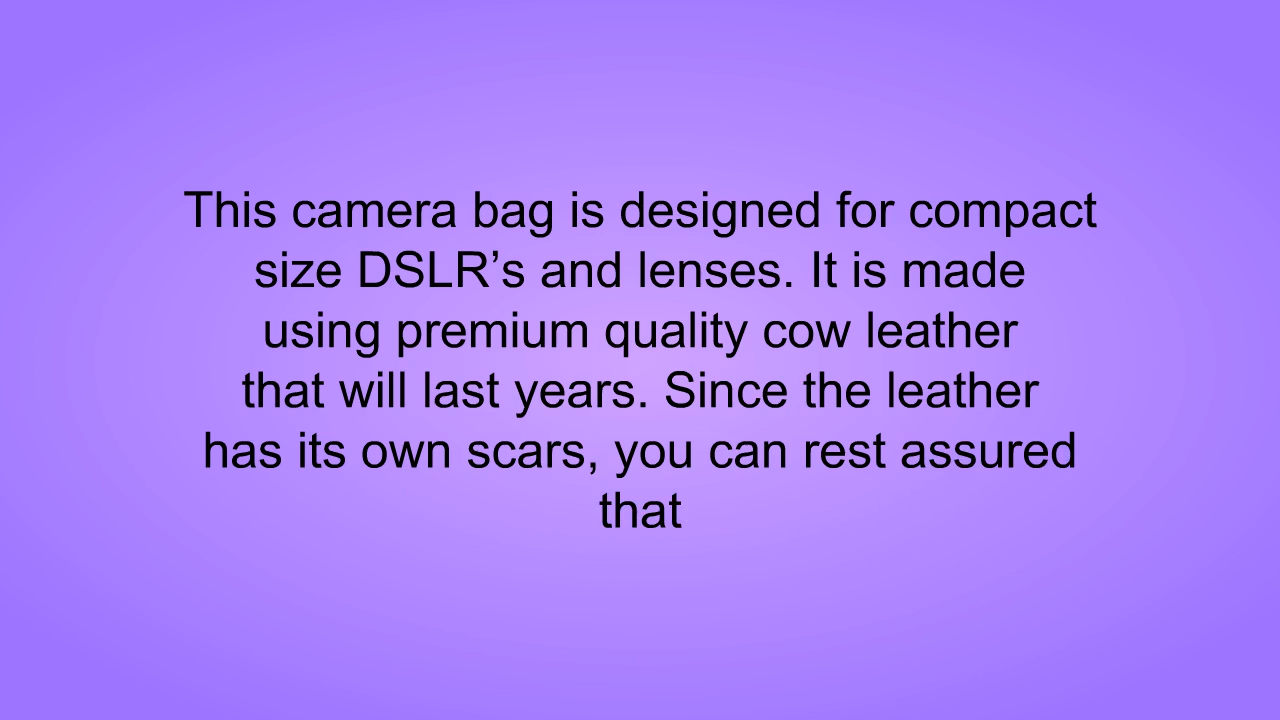 This camera bag is designed for compact
size DSLR’s and lenses. It is made
using premium quality cow leather
that will last years. Since the leather
has its own scars, you can rest assured
that